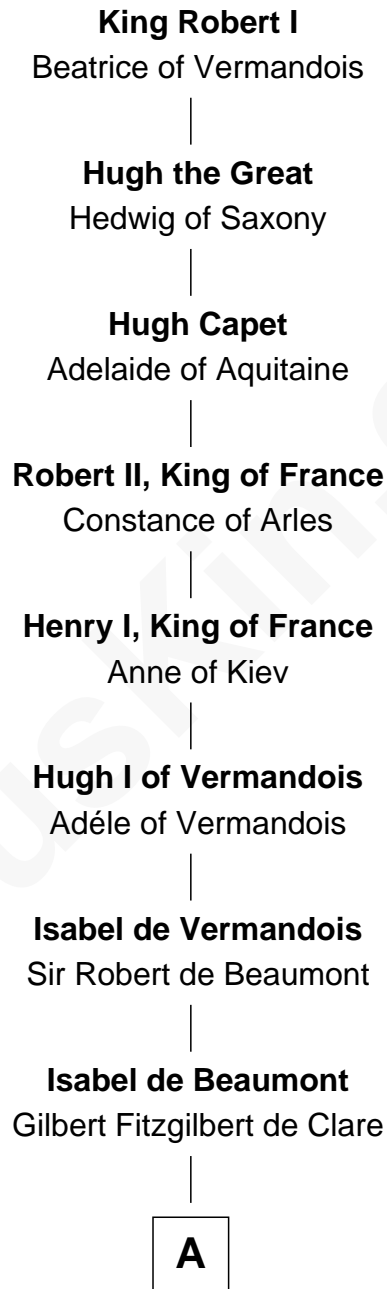 King Robert I
Beatrice of Vermandois
Hugh the Great
Hedwig of Saxony
Hugh Capet
Adelaide of Aquitaine
Robert II, King of France
Constance of Arles
Henry I, King of France
Anne of Kiev
Hugh I of Vermandois
Adéle of Vermandois
Isabel de Vermandois
Sir Robert de Beaumont
Isabel de Beaumont
Gilbert Fitzgilbert de Clare
A